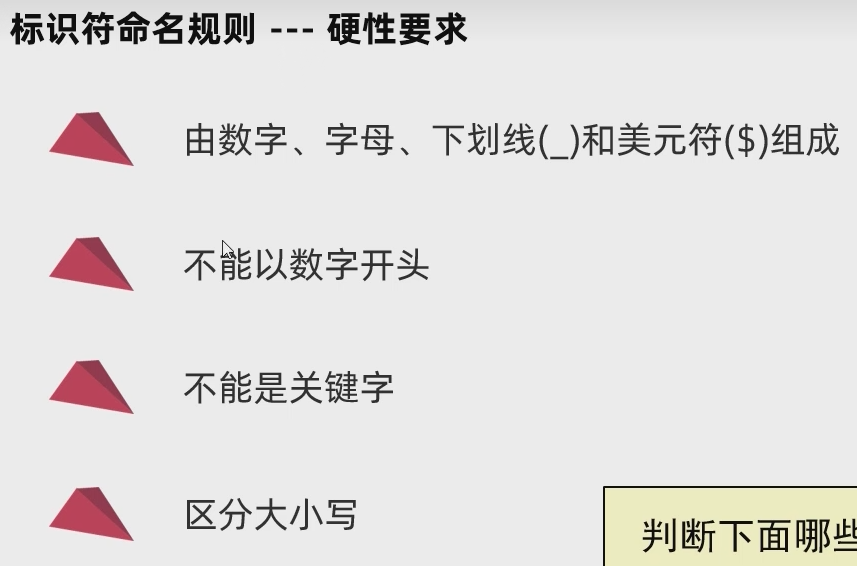 标识符命名规则 --- 硬性要求
由数字、字母、下划线(_)和美元符($)组成
不能以数字开头
不能是关键字
区分大小写
判断下面哪些